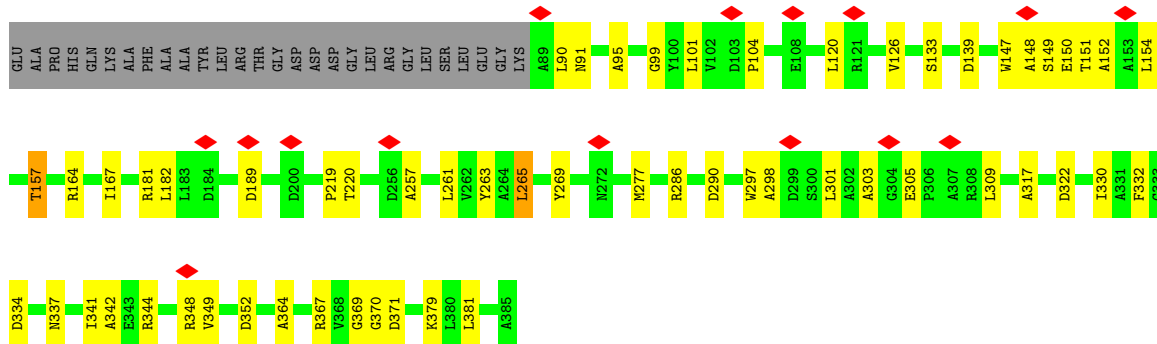 GLU ALA PRO HIS GLN LYS ALA PHE ALA ALA TYR LEU ARG THR GLY ASP ASP ASP GLY LEU ARG GLY LEU SER LEU GLU GLY LYS A89 L90 N91 A95 G99 Y100 L101 V102 D103 P104 E108 L120 R121 V126 S133 D139 W147 A148 S149 E150 T151 A152 A153 L154
T157 R164 I167 R181 L182 L183 D184 D189 D200 P219 T220 D256 A257 L261 V262 Y263 A264 L265 Y269 N272 M277 R286 D290 W297 A298 D299 S300 L301 A302 A303 G304 E305 P306 A307 R308 L309 A317 D322 I330 A331 F332 G333
D334 N337 I341 A342 E343 R344 R348 V349 D352 A364 R367 V368 G369 G370 D371 K379 L380 L381 A385